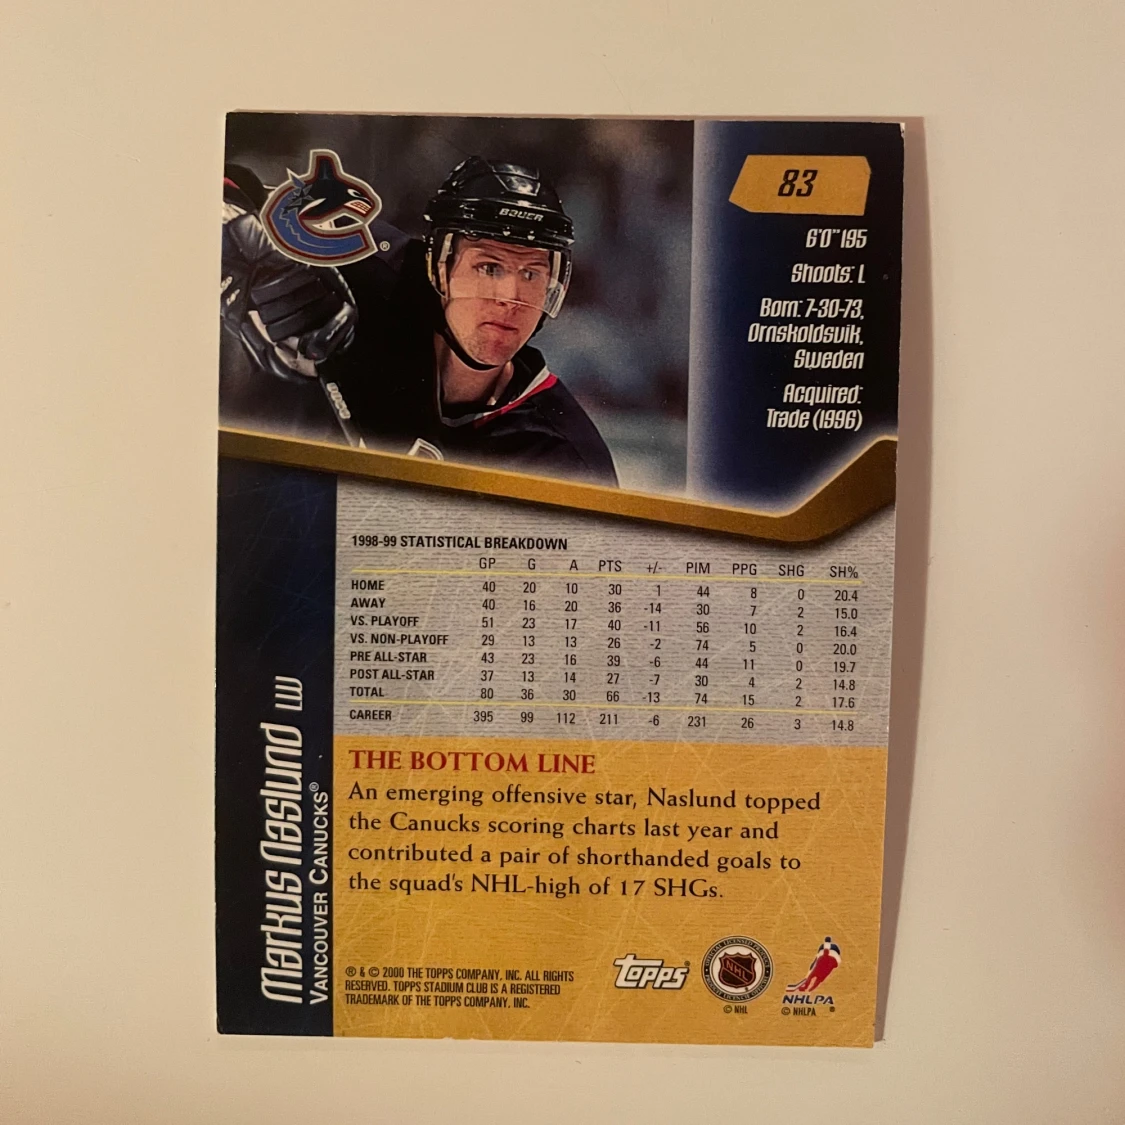 ®
BAUER
83
6'0" 195
Shoots: L
Born: 7-30-73,
Ornskoldsvik,
Sweden
Acquired:
Trade (1996)
1998-99 STATISTICAL BREAKDOWN
GP G A PTS +/- PIM PPG SHG SH%
HOME 40 20 10 30 1 44 8 0 20.4
AWAY 40 16 20 36 -14 30 7 2 15.0
VS. PLAYOFF 51 23 17 40 -11 56 10 2 16.4
VS. NON-PLAYOFF 29 13 13 26 -2 74 5 0 20.0
PRE ALL-STAR 43 23 16 39 -6 44 11 0 19.7
POST ALL-STAR 37 13 14 27 -7 30 4 2 14.8
TOTAL 80 36 30 66 -13 74 15 2 17.6
CAREER 395 99 112 211 -6 231 26 3 14.8
Markus Naslund LW
VANCOUVER CANUCKS®
THE BOTTOM LINE
An emerging offensive star, Naslund topped
the Canucks scoring charts last year and
contributed a pair of shorthanded goals to
the squad's NHL-high of 17 SHGs.
® & © 2000 THE TOPPS COMPANY, INC. ALL RIGHTS
RESERVED. TOPPS STADIUM CLUB IS A REGISTERED
TRADEMARK OF THE TOPPS COMPANY, INC.
topps®
NHL
© NHL
NHLPA ®
© NHLPA